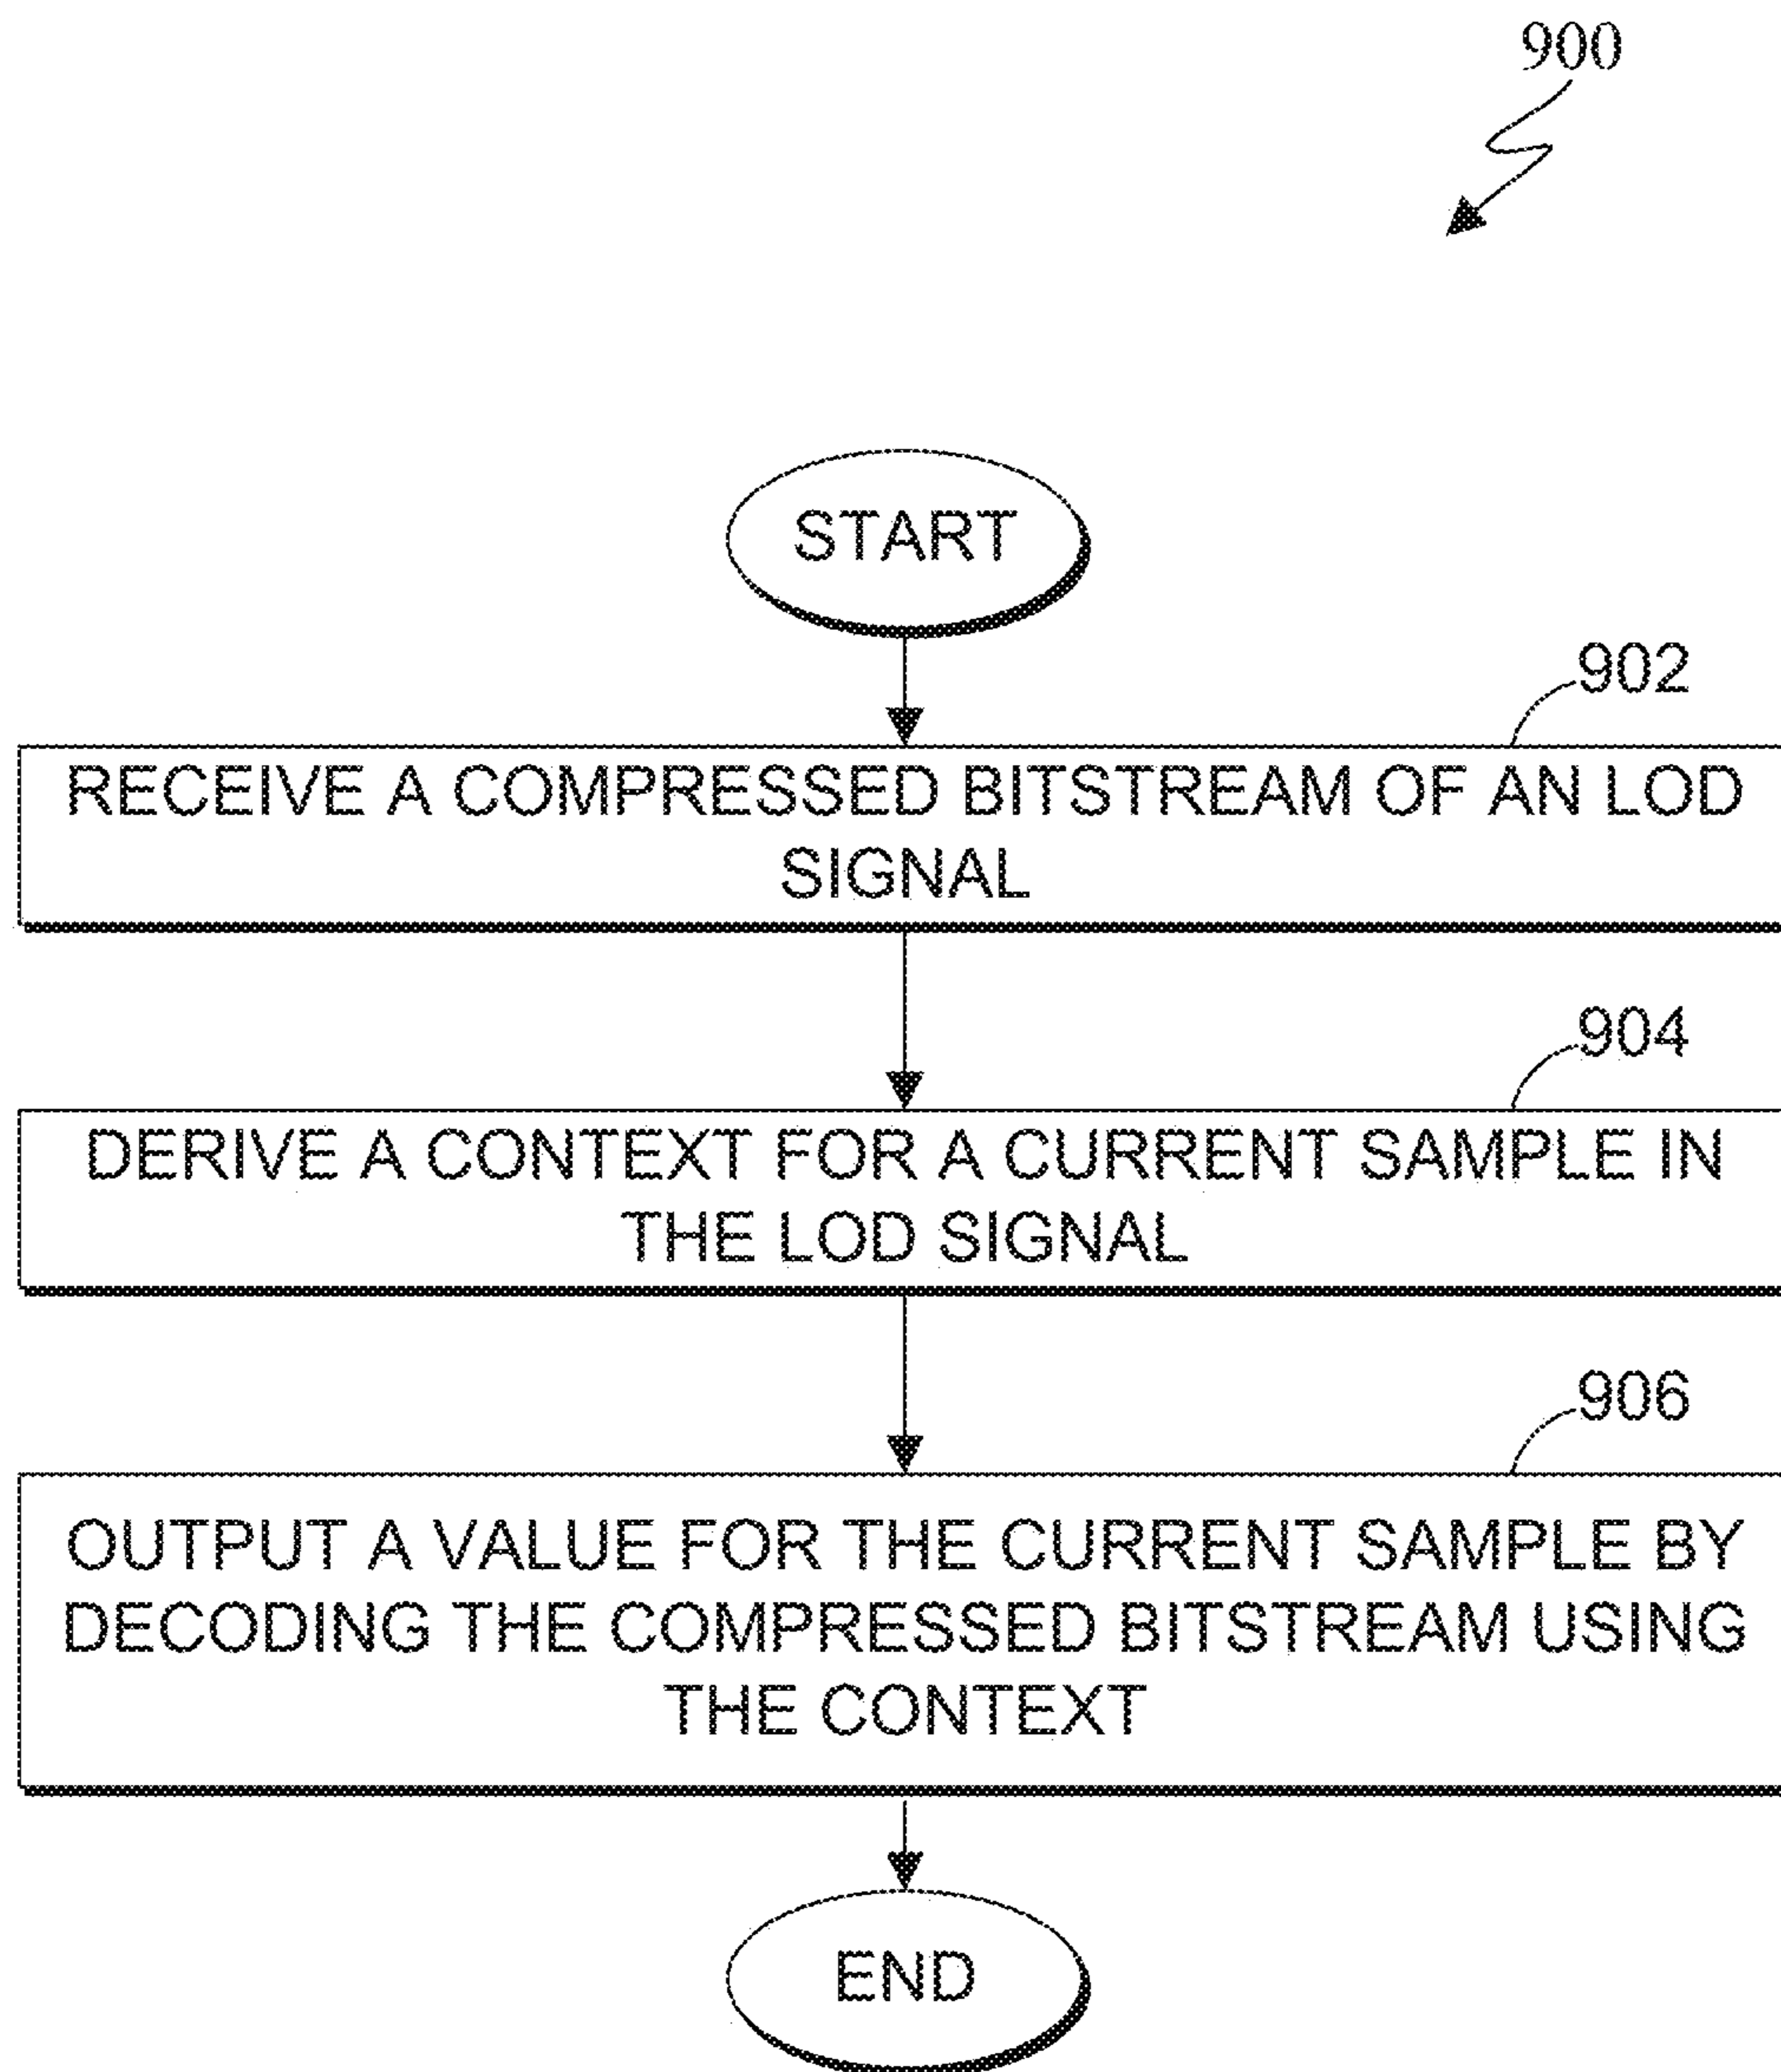 900
START
902
RECEIVE A COMPRESSED BITSTREAM OF AN LOD
SIGNAL
904
DERIVE A CONTEXT FOR A CURRENT SAMPLE IN
THE LOD SIGNAL
906
OUTPUT A VALUE FOR THE CURRENT SAMPLE BY
DECODING THE COMPRESSED BITSTREAM USING
THE CONTEXT
END